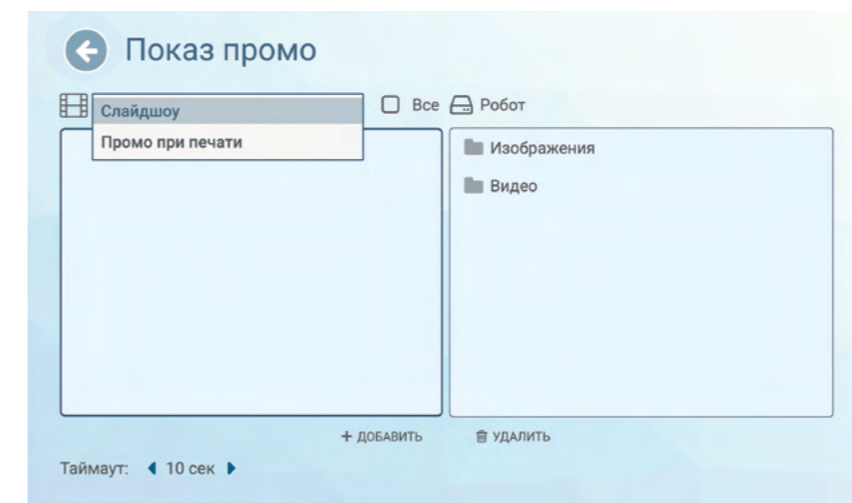 Показ промо
Слайдшоу
Все
Робот
Промо при печати
Изображения
Видео
+ ДОБАВИТЬ
УДАЛИТЬ
Таймаут: 10 сек